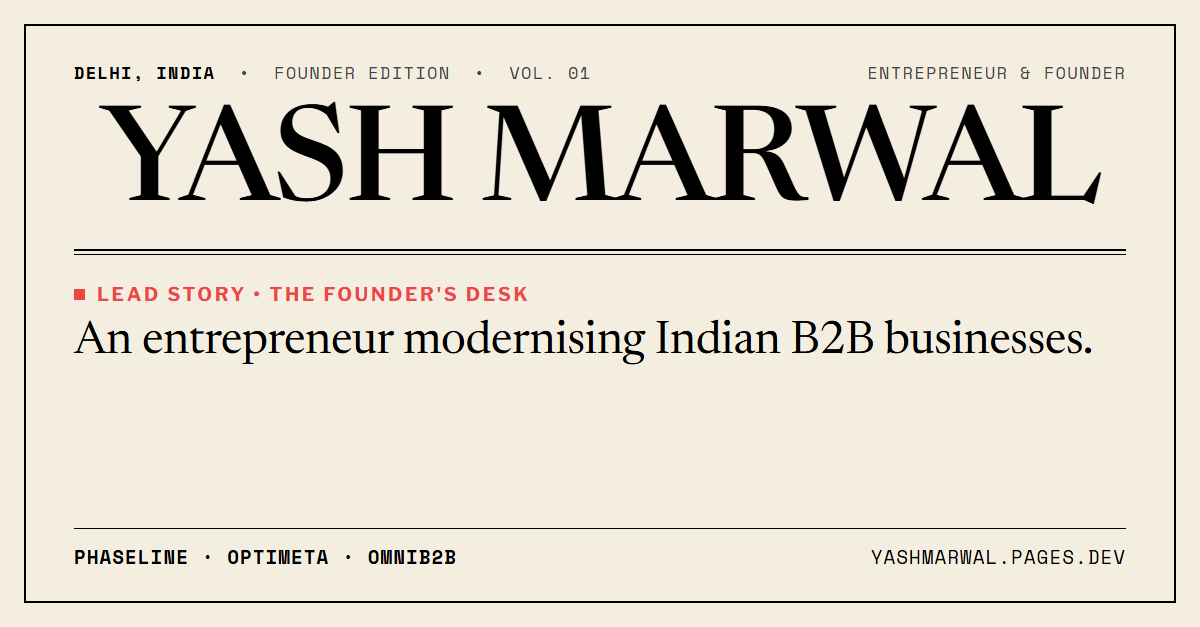 DELHI, INDIA • FOUNDER EDITION • VOL. 01 ENTREPRENEUR & FOUNDER
YASH MARWAL
LEAD STORY • THE FOUNDER'S DESK
An entrepreneur modernising Indian B2B businesses.
PHASELINE · OPTIMETA · OMNIB2B YASHMARWAL.PAGES.DEV